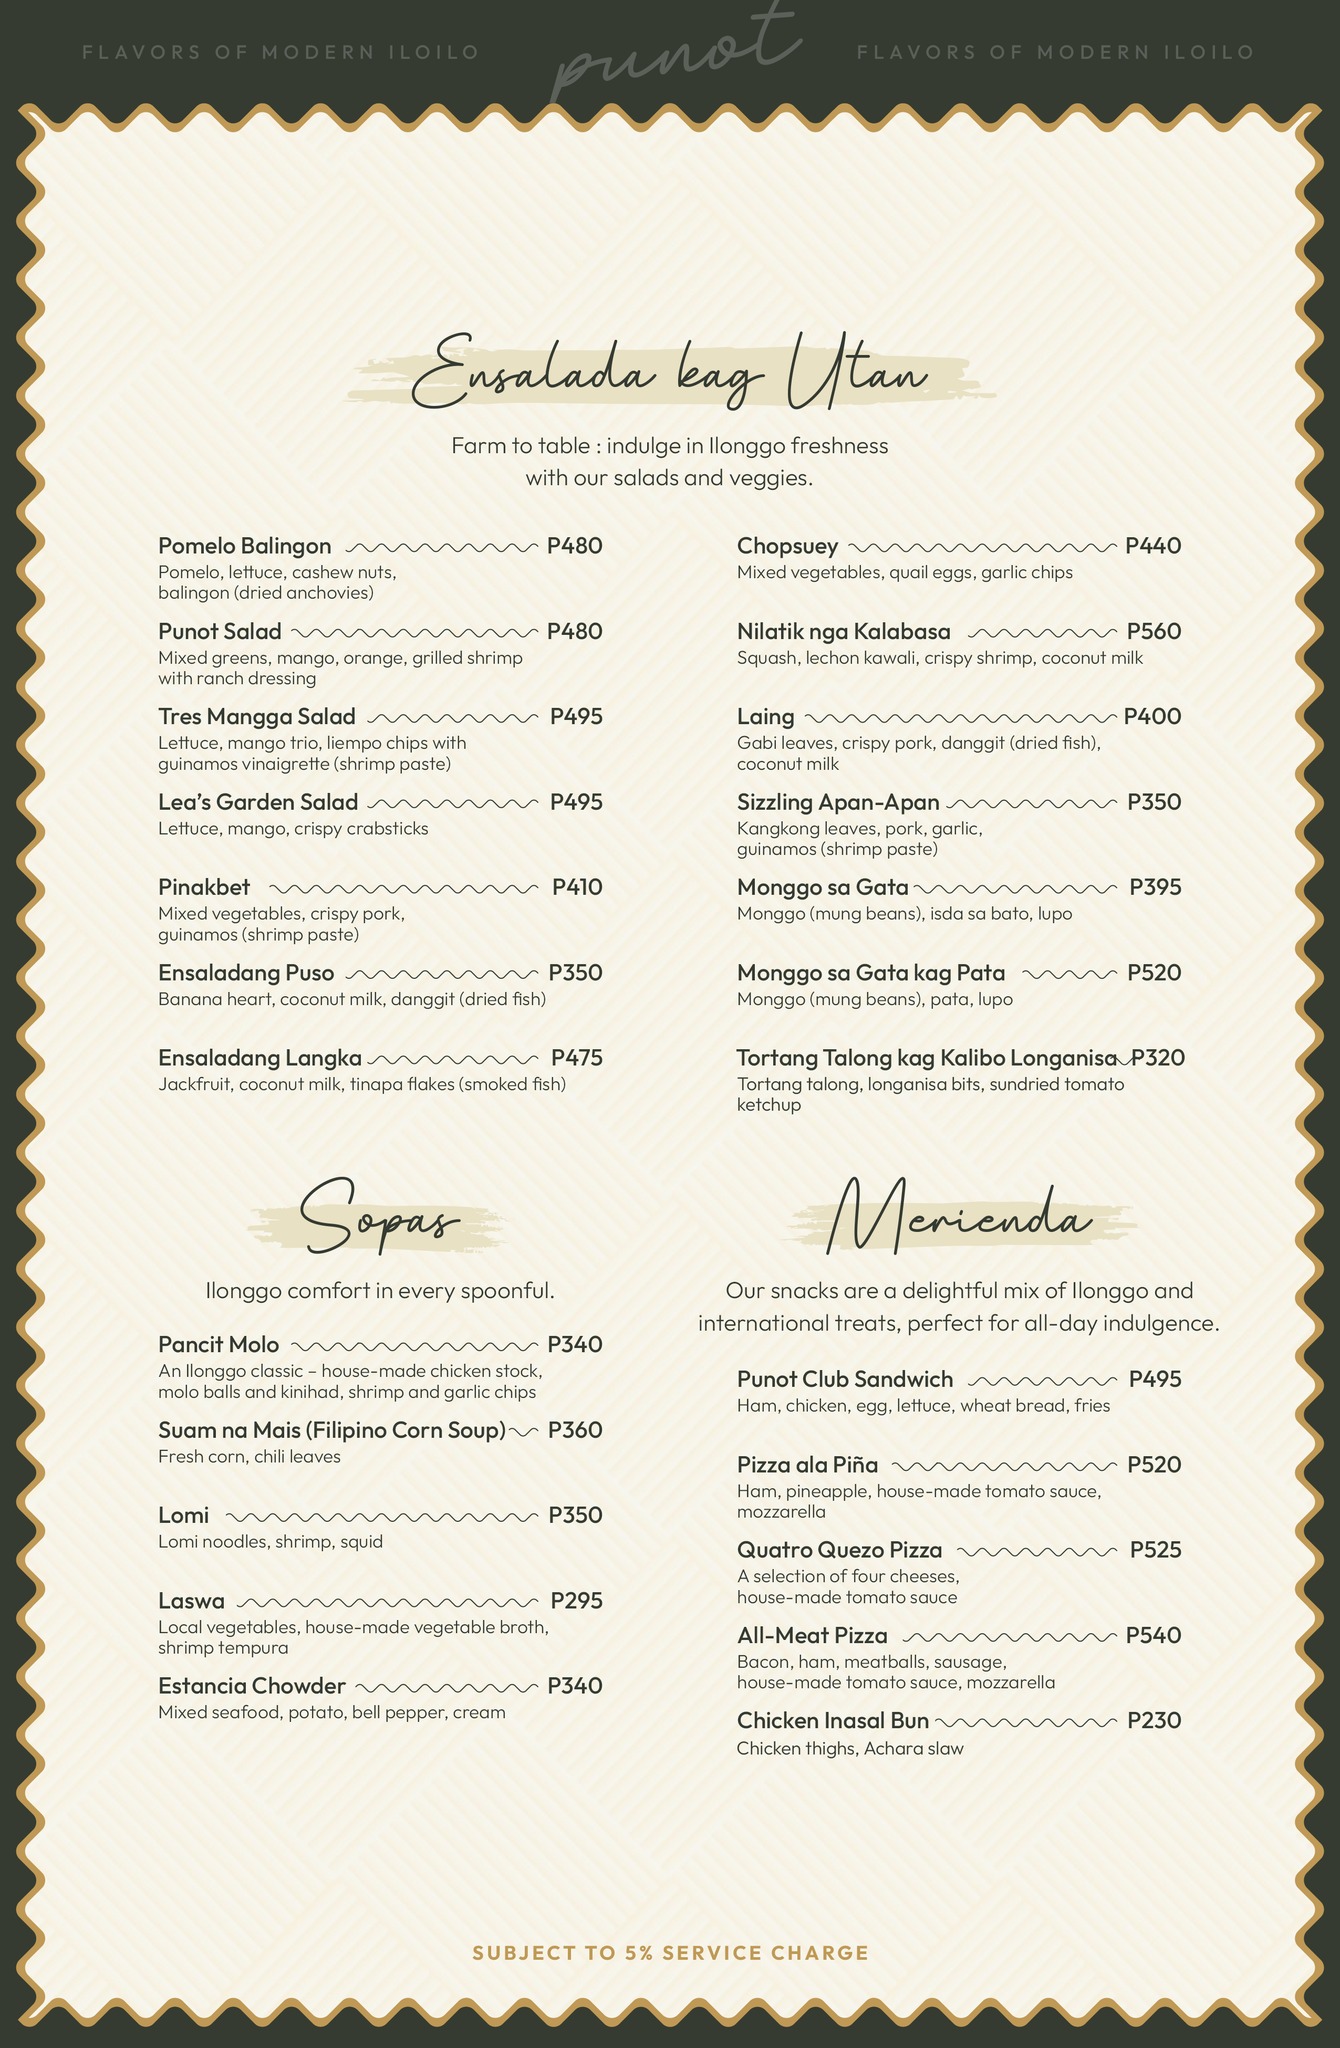 FLAVORS OF MODERN ILOILO
punot
FLAVORS OF MODERN ILOILO
Ensalada kag Utan
Farm to table : indulge in Ilonggo freshness
with our salads and veggies.
Pomelo Balingon P480
Pomelo, lettuce, cashew nuts,
balingon (dried anchovies)
Punot Salad P480
Mixed greens, mango, orange, grilled shrimp
with ranch dressing
Tres Mangga Salad P495
Lettuce, mango trio, liempo chips with
guinamos vinaigrette (shrimp paste)
Lea’s Garden Salad P495
Lettuce, mango, crispy crabsticks
Pinakbet P410
Mixed vegetables, crispy pork,
guinamos (shrimp paste)
Ensaladang Puso P350
Banana heart, coconut milk, danggit (dried fish)
Ensaladang Langka P475
Jackfruit, coconut milk, tinapa flakes (smoked fish)
Chopsuey P440
Mixed vegetables, quail eggs, garlic chips
Nilatik nga Kalabasa P560
Squash, lechon kawali, crispy shrimp, coconut milk
Laing P400
Gabi leaves, crispy pork, danggit (dried fish),
coconut milk
Sizzling Apan-Apan P350
Kangkong leaves, pork, garlic,
guinamos (shrimp paste)
Monggo sa Gata P395
Monggo (mung beans), isda sa bato, lupo
Monggo sa Gata kag Pata P520
Monggo (mung beans), pata, lupo
Tortang Talong kag Kalibo Longanisa P320
Tortang talong, longanisa bits, sundried tomato
ketchup
Sopas
Ilonggo comfort in every spoonful.
Pancit Molo P340
An Ilonggo classic – house-made chicken stock,
molo balls and kinihad, shrimp and garlic chips
Suam na Mais (Filipino Corn Soup) P360
Fresh corn, chili leaves
Lomi P350
Lomi noodles, shrimp, squid
Laswa P295
Local vegetables, house-made vegetable broth,
shrimp tempura
Estancia Chowder P340
Mixed seafood, potato, bell pepper, cream
Merienda
Our snacks are a delightful mix of Ilonggo and
international treats, perfect for all-day indulgence.
Punot Club Sandwich P495
Ham, chicken, egg, lettuce, wheat bread, fries
Pizza ala Piña P520
Ham, pineapple, house-made tomato sauce,
mozzarella
Quatro Quezo Pizza P525
A selection of four cheeses,
house-made tomato sauce
All-Meat Pizza P540
Bacon, ham, meatballs, sausage,
house-made tomato sauce, mozzarella
Chicken Inasal Bun P230
Chicken thighs, Achara slaw
SUBJECT TO 5% SERVICE CHARGE